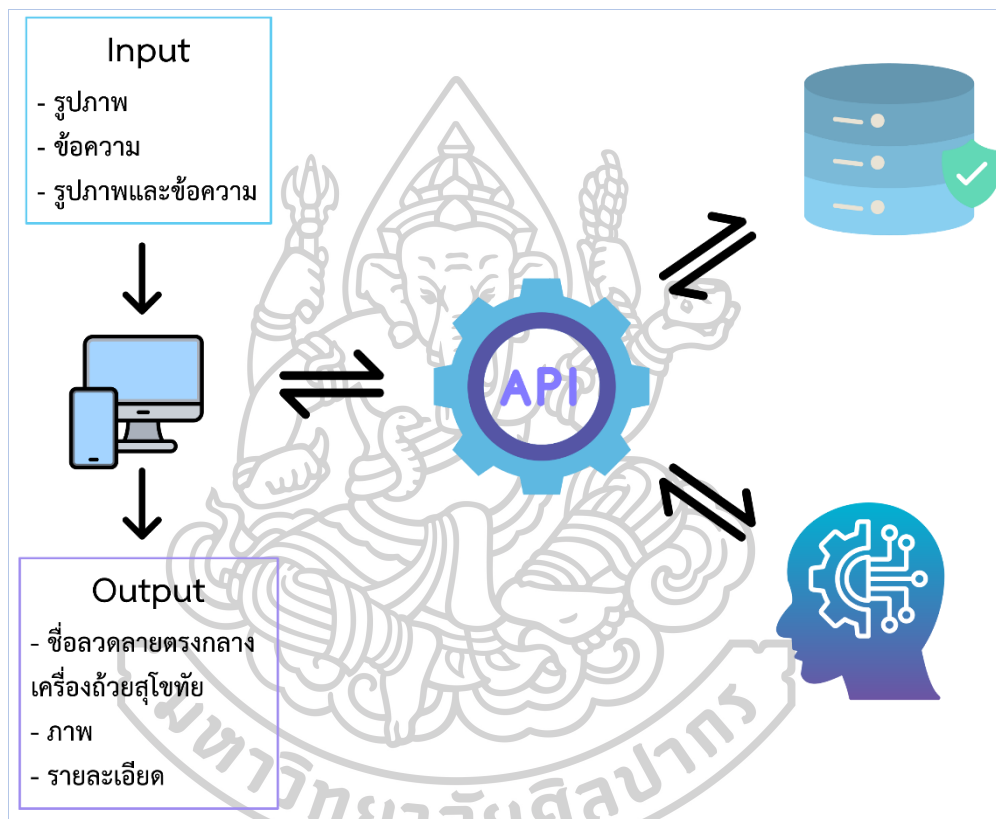 Input
- รูปภาพ
- ข้อความ
- รูปภาพและข้อความ
API
Output
- ชื่อลวดลายตรงกลาง
เครื่องถ้วยสุโขทัย
- ภาพ
- รายละเอียด
มหาวิทยาลัยศิลปากร